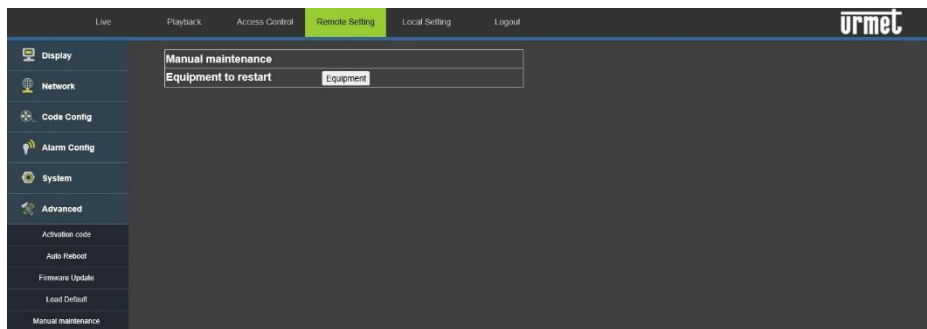 Live Playback Access Control Remote Setting Local Setting Logout urmet
Display
Network
Code Config
Alarm Config
System
Advanced
Activation code
Auto Reboot
Firmware Update
Load Default
Manual maintenance
Manual maintenance
Equipment to restart Equipment